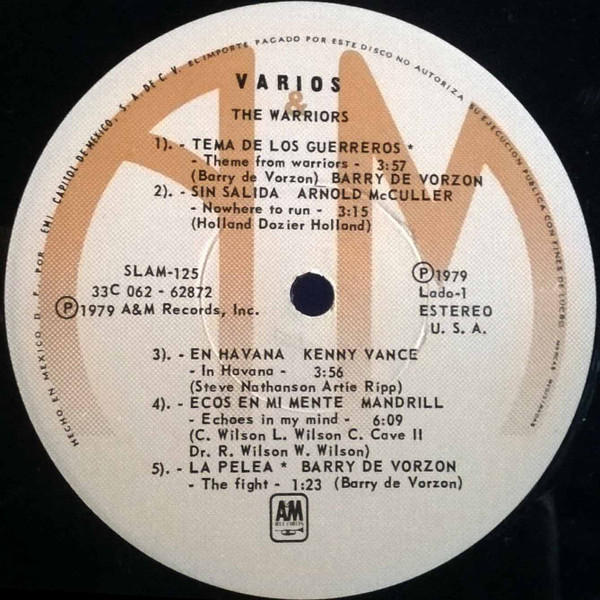 VARIOS
&
THE WARRIORS
1). - TEMA DE LOS GUERREROS *
- Theme from warriors - 3:57
(Barry de Vorzon) BARRY DE VORZON
2). - SIN SALIDA ARNOLD McCULLER
- Nowhere to run - 3:15
(Holland Dozier Holland)
SLAM-125
33C 062 - 62872
Ⓟ 1979 A&M Records, Inc.
Ⓟ 1979
Lado-1
ESTEREO
U. S. A.
3). - EN HAVANA KENNY VANCE
- In Havana - 3:56
(Steve Nathanson Artie Ripp)
4). - ECOS EN MI MENTE MANDRILL
- Echoes in my mind - 6:09
(C. Wilson L. Wilson C. Cave II
Dr. R. Wilson W. Wilson)
5). - LA PELEA * BARRY DE VORZON
- The fight - 1:23 (Barry de Vorzon)
A&M
RECORDS
HECHO EN MEXICO D. F., POR EMI CAPITOL DE MEXICO, S. A. DE C. V. EL IMPORTE PAGADO POR ESTE DISCO NO AUTORIZA SU EJECUCION PUBLICA CON FINES DE LUCRO